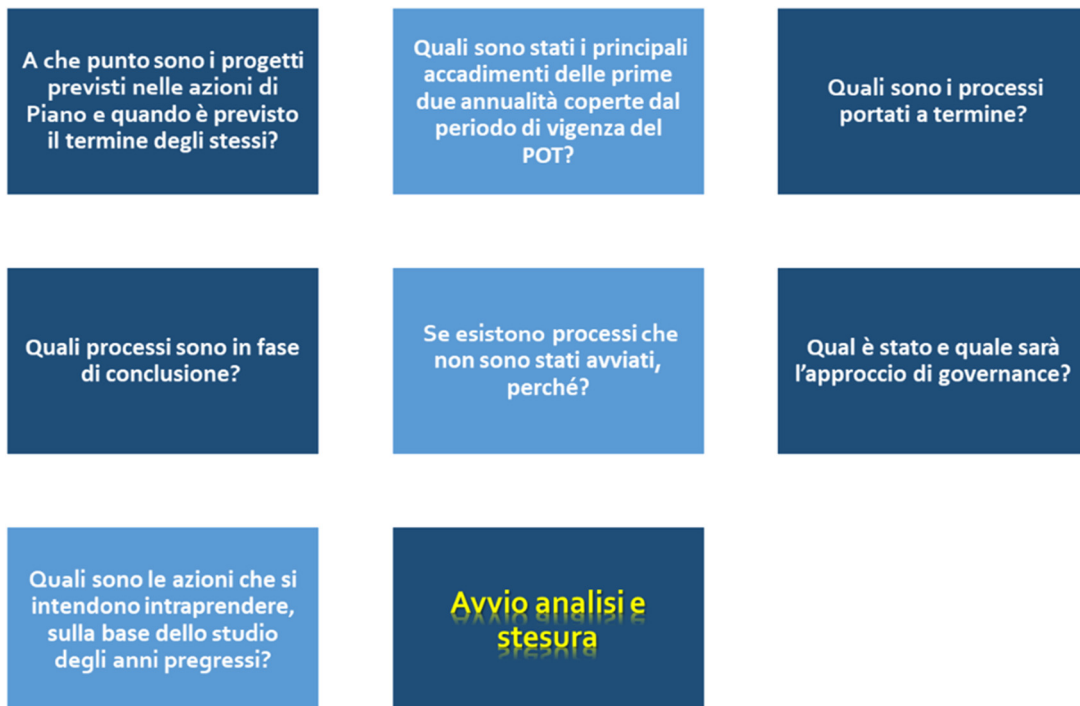 A che punto sono i progetti
previsti nelle azioni di
Piano e quando è previsto
il termine degli stessi?
Quali sono stati i principali
accadimenti delle prime
due annualità coperte dal
periodo di vigenza del
POT?
Quali sono i processi
portati a termine?
Quali processi sono in fase
di conclusione?
Se esistono processi che
non sono stati avviati,
perché?
Qual è stato e quale sarà
l’approccio di governance?
Quali sono le azioni che si
intendono intraprendere,
sulla base dello studio
degli anni pregressi?
Avvio analisi e
stesura